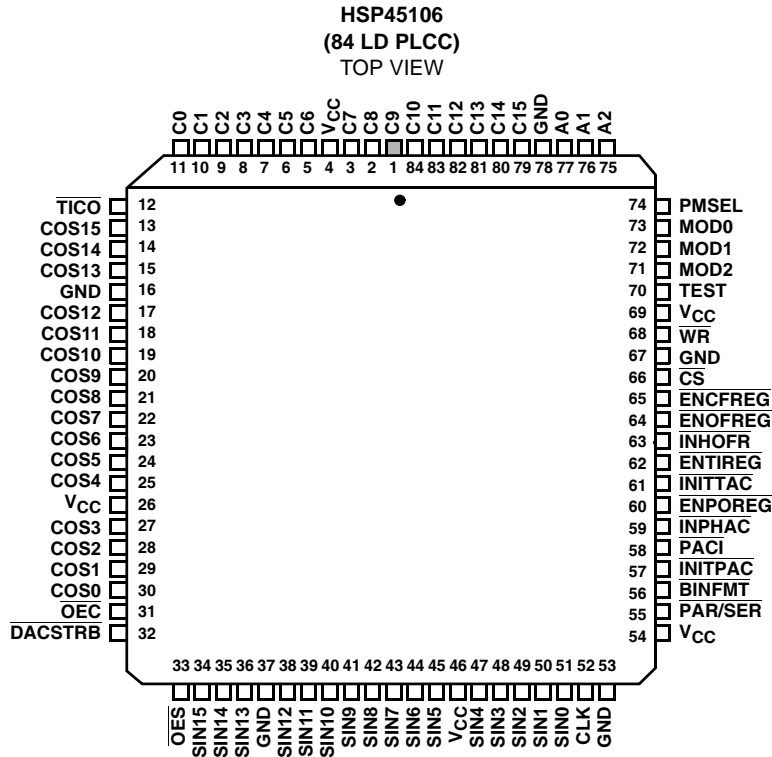 HSP45106
(84 LD PLCC)
TOP VIEW
C0 C1 C2 C3 C4 C5 C6 VCC C7 C8 C9 C10 C11 C12 C13 C14 C15 GND A0 A1 A2
11 10 9 8 7 6 5 4 3 2 1 84 83 82 81 80 79 78 77 76 75
TICO 12
COS15 13
COS14 14
COS13 15
GND 16
COS12 17
COS11 18
COS10 19
COS9 20
COS8 21
COS7 22
COS6 23
COS5 24
COS4 25
VCC 26
COS3 27
COS2 28
COS1 29
COS0 30
OEC 31
DACSTRB 32
74 PMSEL
73 MOD0
72 MOD1
71 MOD2
70 TEST
69 VCC
68 WR
67 GND
66 CS
65 ENCFREG
64 ENOFREG
63 INHOFR
62 ENTIREG
61 INITTAC
60 ENPOREG
59 INPHAC
58 PACI
57 INITPAC
56 BINFMT
55 PAR/SER
54 VCC
33 34 35 36 37 38 39 40 41 42 43 44 45 46 47 48 49 50 51 52 53
OES SIN15 SIN14 SIN13 GND SIN12 SIN11 SIN10 SIN9 SIN8 SIN7 SIN6 SIN5 VCC SIN4 SIN3 SIN2 SIN1 SIN0 CLK GND